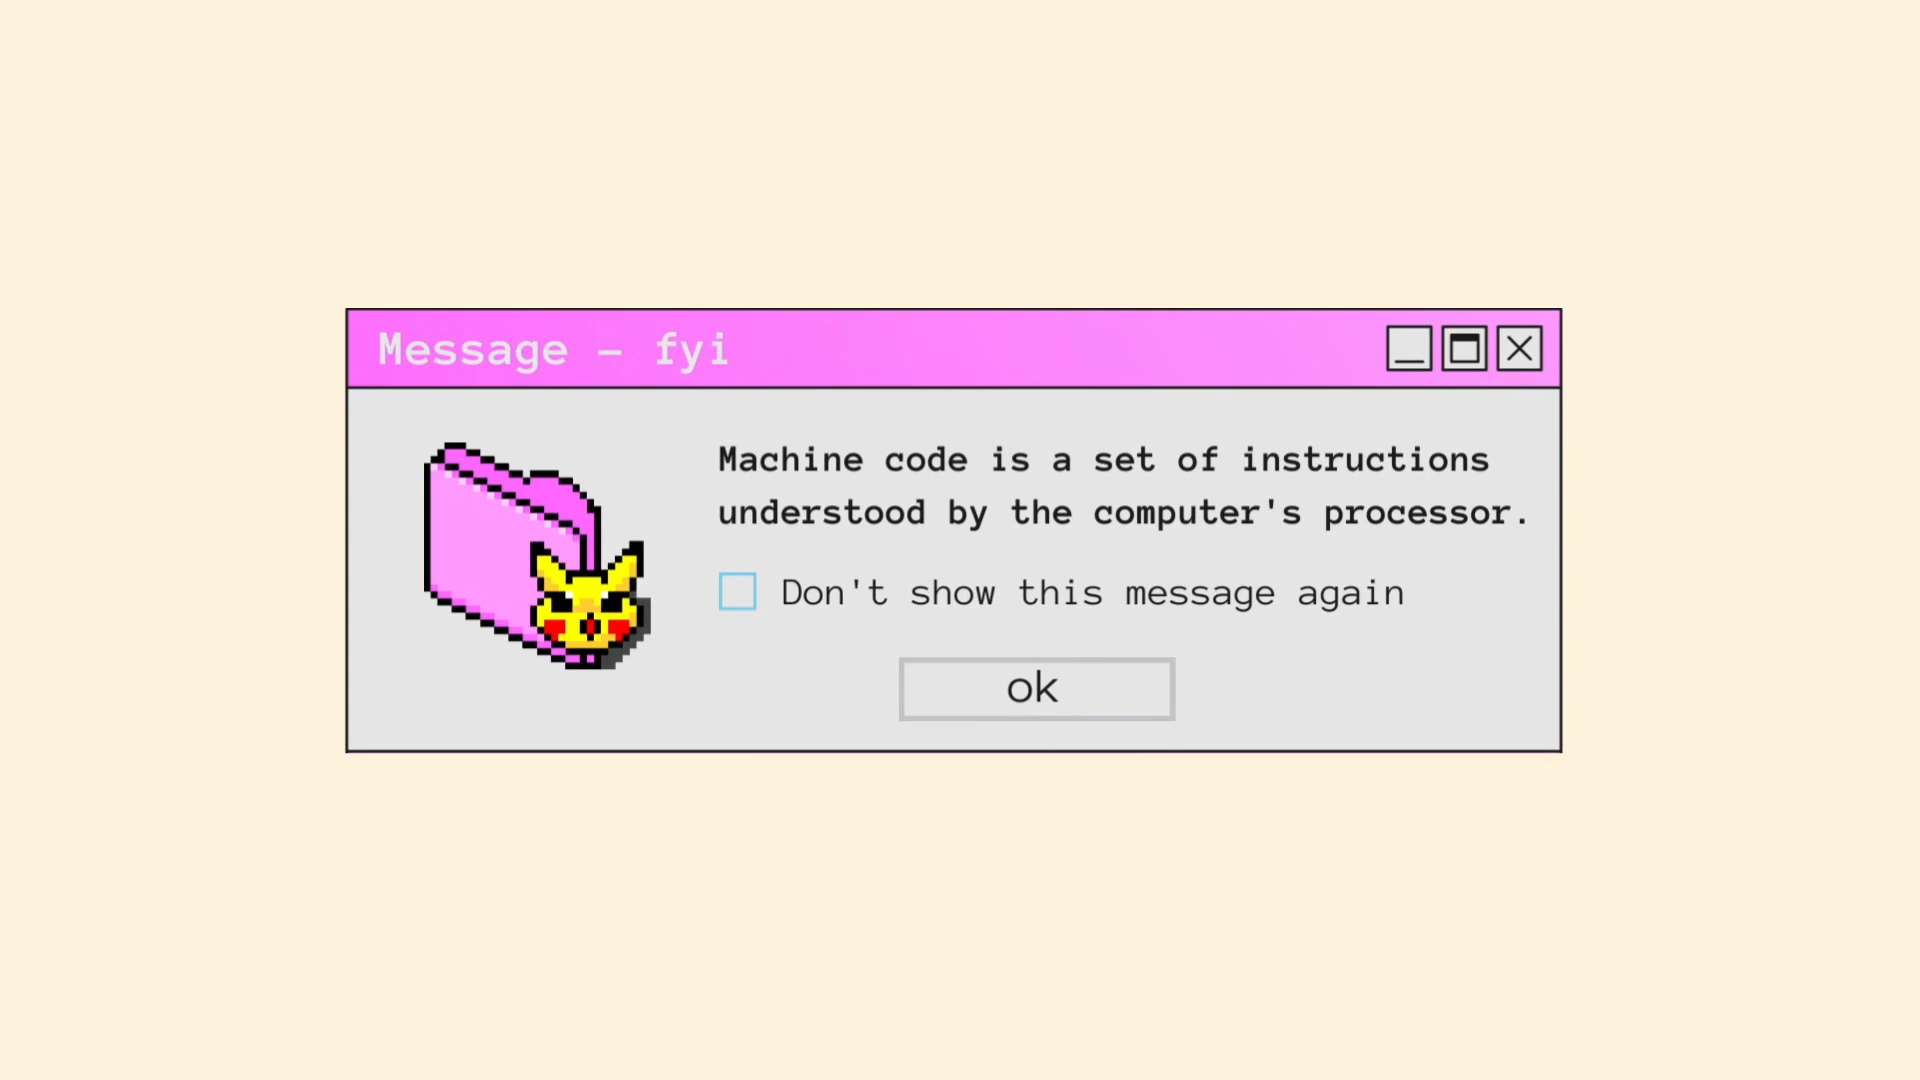 Message – fyi
Machine code is a set of instructions
understood by the computer's processor.
Don't show this message again
ok